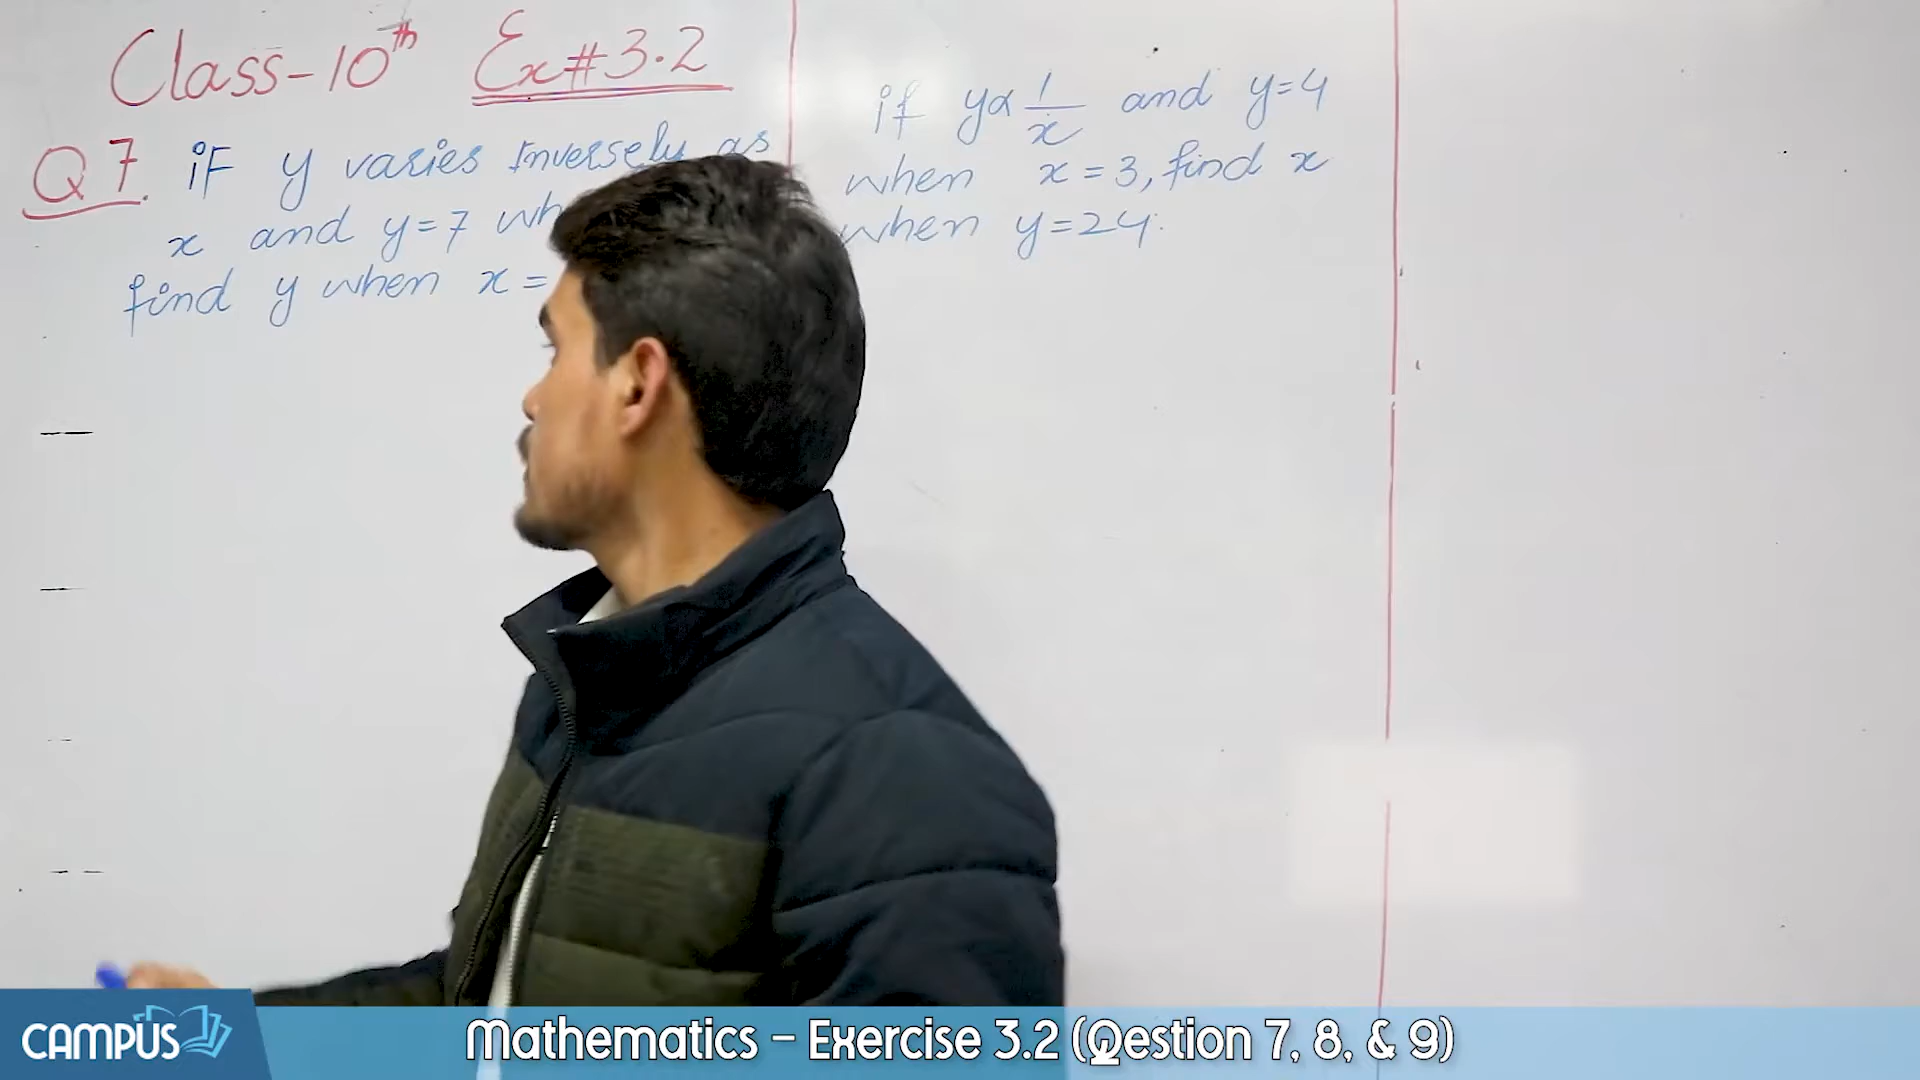 Class-10th Ex#3.2
Q7. iF y varies Inversely as
x and y=7
find y when x=
if y∝1/x and y=4
when x=3, find x
when y=24.
CAMPUS
Mathematics – Exercise 3.2 (Qestion 7, 8, & 9)